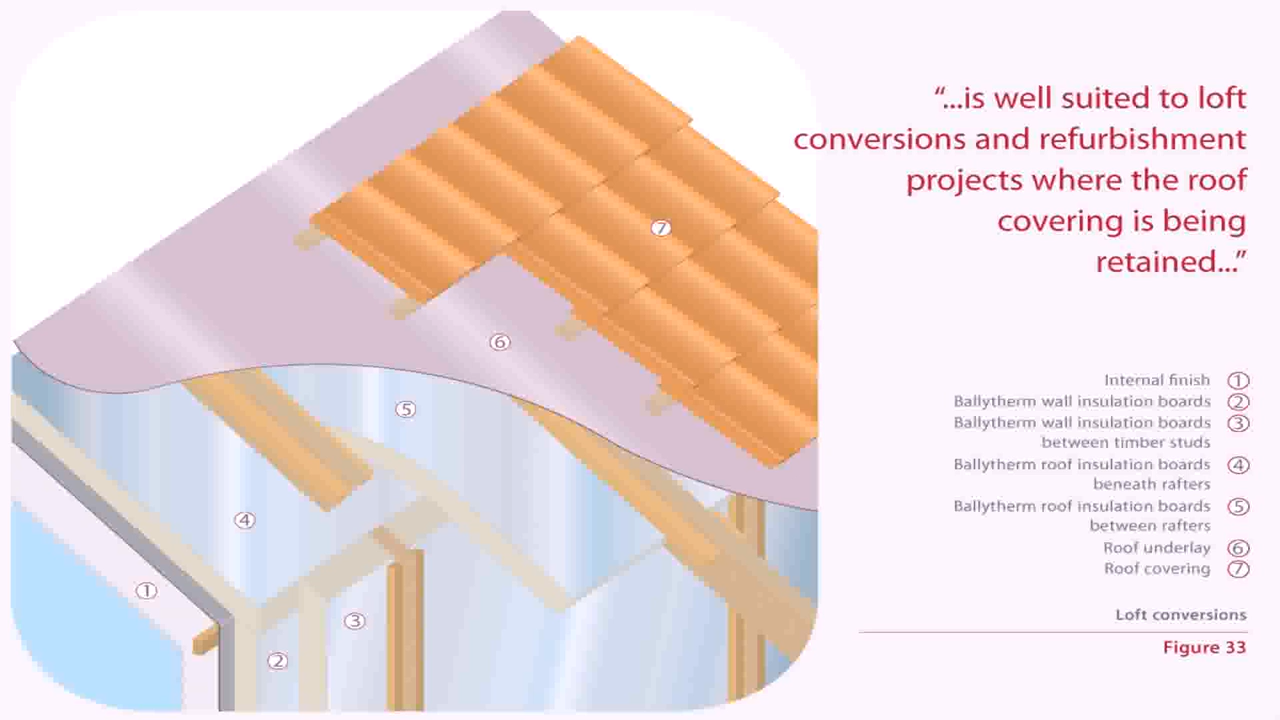 “...is well suited to loft
conversions and refurbishment
projects where the roof
covering is being
retained...”
Internal finish ①
Ballytherm wall insulation boards ②
Ballytherm wall insulation boards ③
between timber studs
Ballytherm roof insulation boards ④
beneath rafters
Ballytherm roof insulation boards ⑤
between rafters
Roof underlay ⑥
Roof covering ⑦
Loft conversions
Figure 33
⑦
⑥
⑤
④
①
③
②